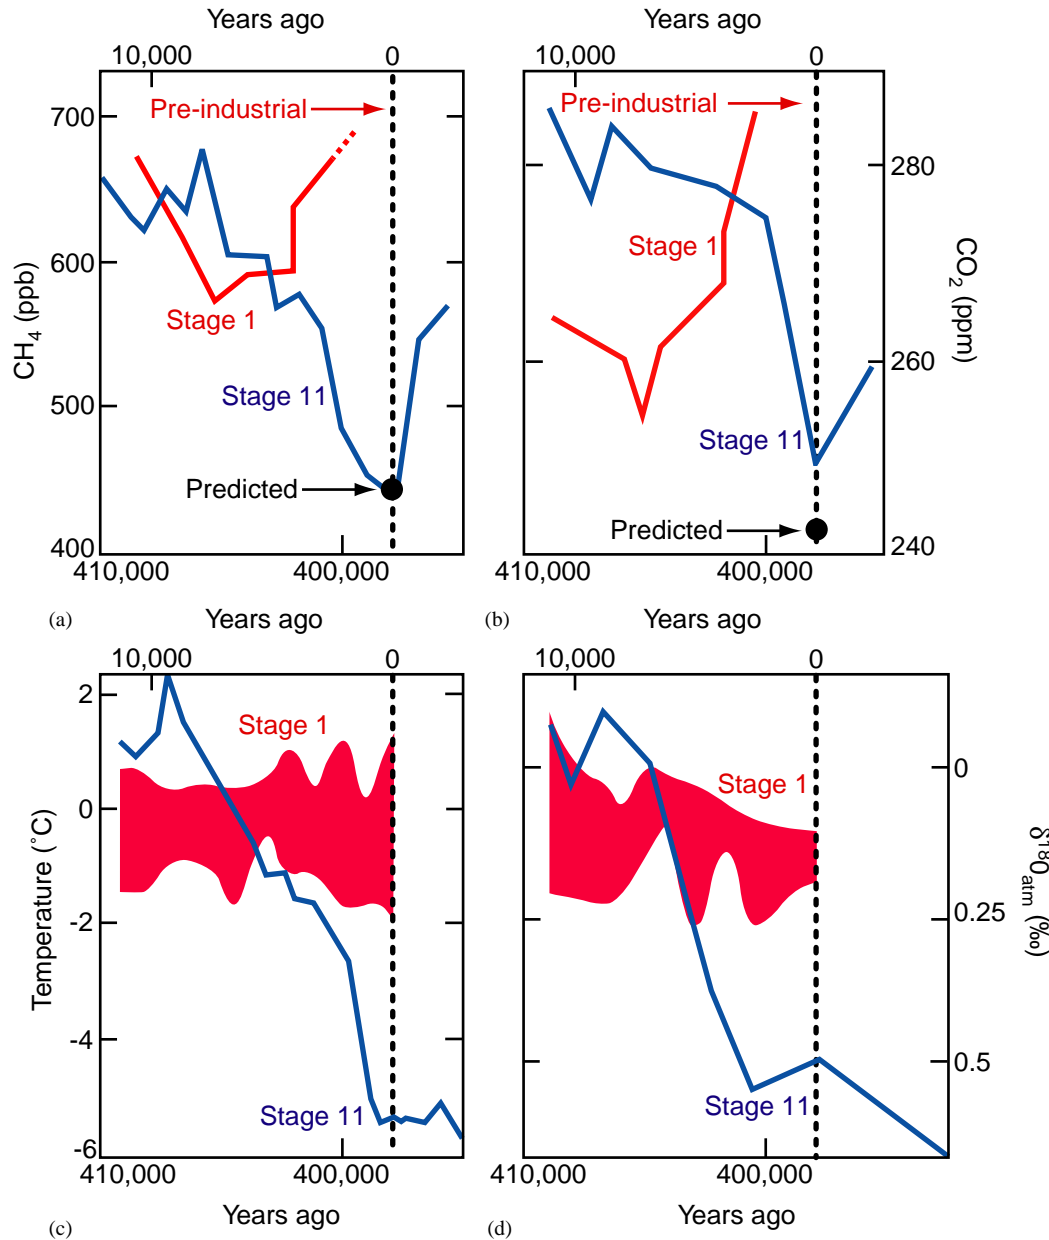 Years ago
10,000
0
Pre-industrial
700
600
500
400
CH4 (ppb)
Stage 1
Stage 11
Predicted
410,000
400,000
(a)
Years ago
Years ago
10,000
0
Pre-industrial
280
260
240
CO2 (ppm)
Stage 1
Stage 11
Predicted
410,000
400,000
(b)
Years ago
10,000
0
2
0
-2
-4
-6
Temperature (˚C)
Stage 1
Stage 11
410,000
400,000
(c)
Years ago
10,000
0
0
0.25
0.5
δ180atm (‰)
Stage 1
Stage 11
410,000
400,000
(d)
Years ago